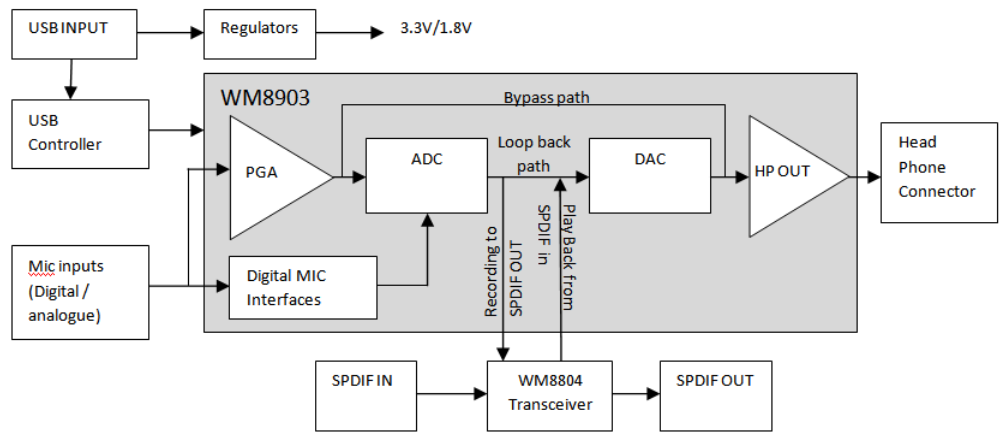 USB INPUT
Regulators
3.3V/1.8V
WM8903
Bypass path
USB
Controller
PGA
ADC
Loop back
path
DAC
HP OUT
Head
Phone
Connector
Mic inputs
(Digital /
analogue)
Digital MIC
Interfaces
Recording to
SPDIF OUT
Play Back from
SPDIF in
SPDIF IN
WM8804
Transceiver
SPDIF OUT